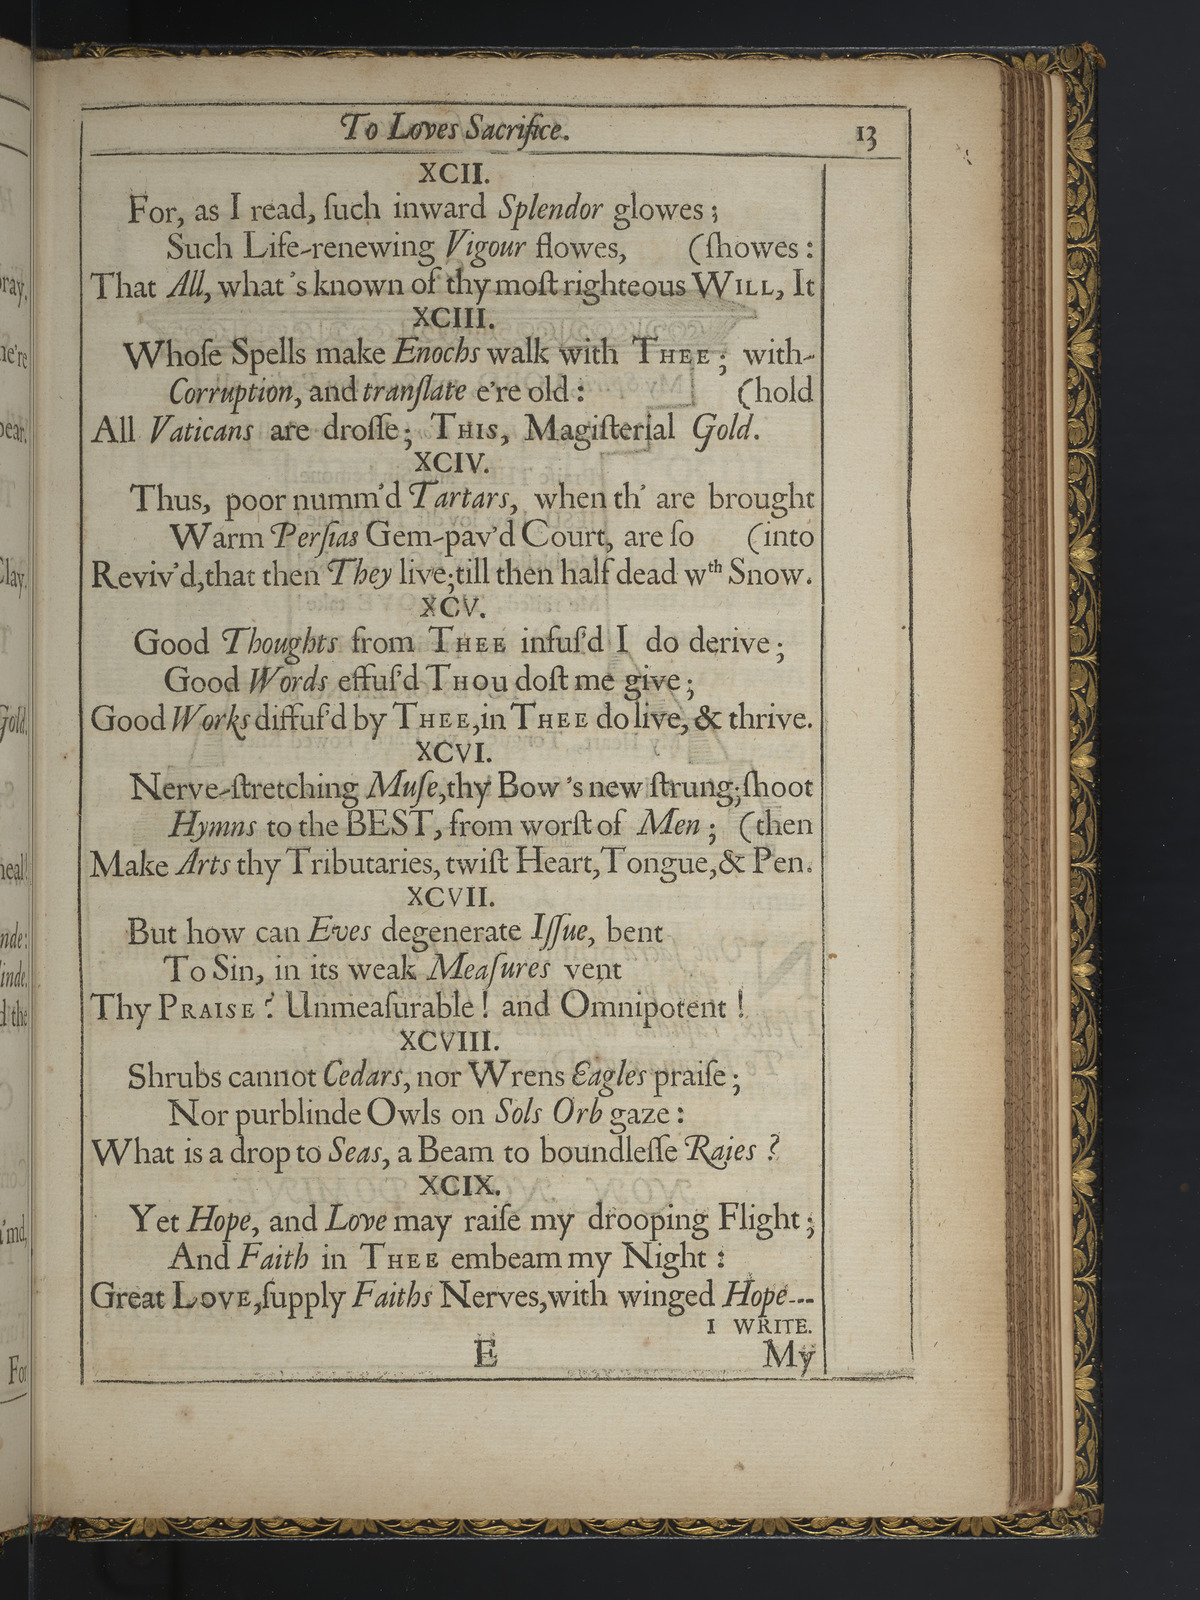 To Loves Sacrifice. 13
XCII.
For, as I read, ſuch inward Splendor glowes;
Such Life-renewing Vigour flowes, (ſhowes:
That All, what's known of thy moſt righteous WILL, It
XCIII.
Whoſe Spells make Enochs walk with THEE; with-
Corruption, and tranſlate e're old: (hold
All Vaticans are droſſe; THIS, Magiſterial Gold.
XCIV.
Thus, poor numm'd Tartars, when th' are brought
Warm Perſias Gem-pav'd Court, are ſo (into
Reviv'd, that then They live; till then half dead wth Snow.
XCV.
Good Thoughts from THEE infuſ'd I do derive;
Good Words effuſ'd THOU doſt me give;
Good Works diffuſ'd by THEE, in THEE do live, & thrive.
XCVI.
Nerve-ſtretching Muſe, thy Bow's new ſtrung; ſhoot
Hymns to the BEST, from worſt of Men; (then
Make Arts thy Tributaries, twiſt Heart, Tongue, & Pen.
XCVII.
But how can Eves degenerate Iſſue, bent
To Sin, in its weak Meaſures vent
Thy PRAISE? Unmeaſurable! and Omnipotent!
XCVIII.
Shrubs cannot Cedars, nor Wrens Eagles praiſe;
Nor purblinde Owls on Sols Orb gaze:
What is a drop to Seas, a Beam to boundleſſe Raies?
XCIX.
Yet Hope, and Love may raiſe my drooping Flight;
And Faith in THEE embeam my Night:
Great LOVE, ſupply Faiths Nerves, with winged Hope---
I WRITE.
E My